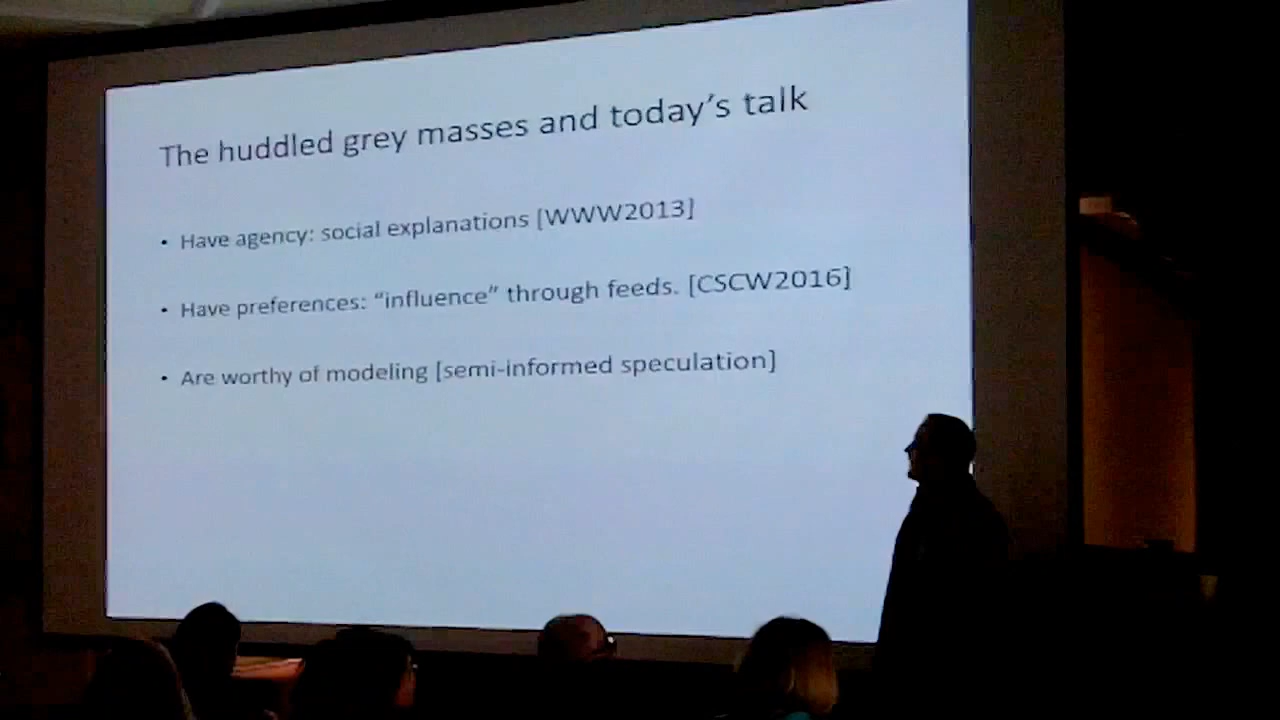 The huddled grey masses and today's talk
• Have agency: social explanations [WWW2013]
• Have preferences: “influence” through feeds. [CSCW2016]
• Are worthy of modeling [semi-informed speculation]